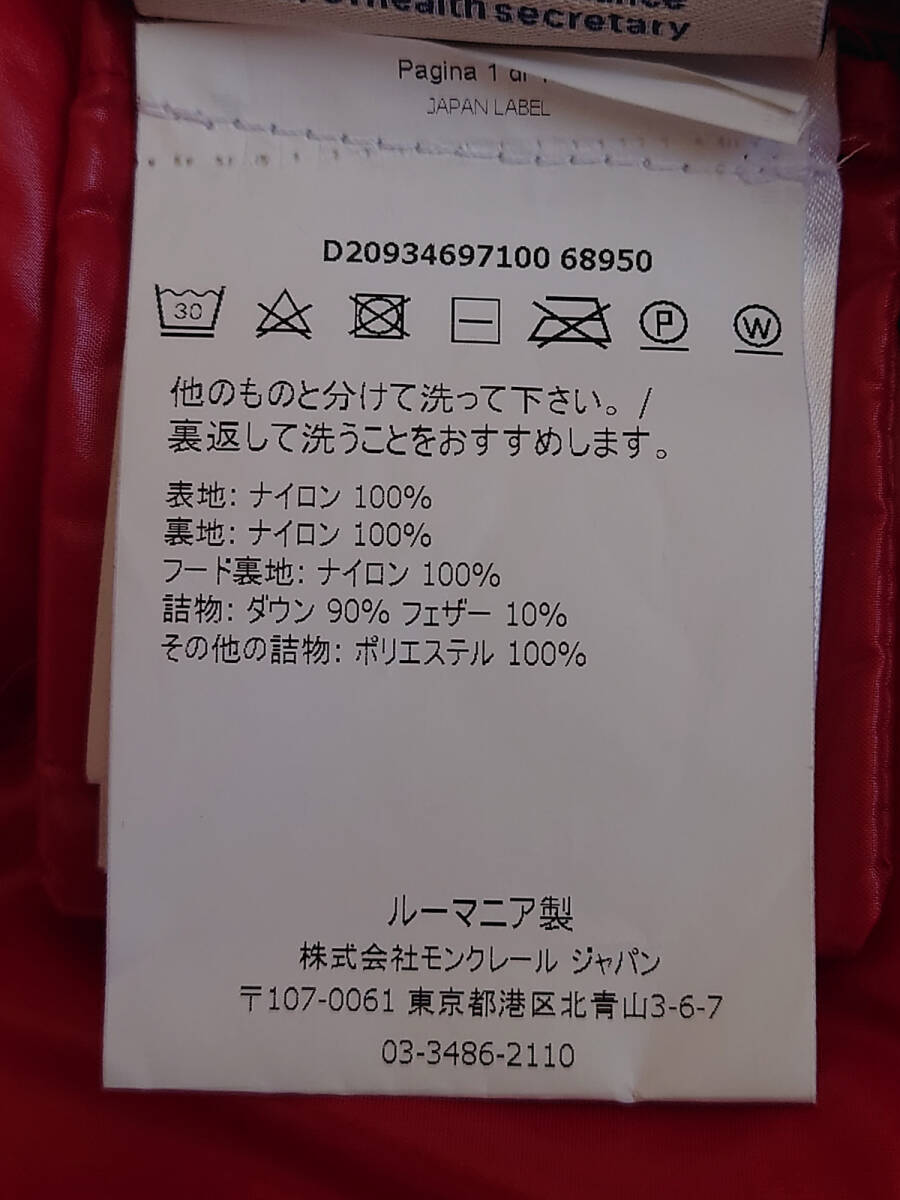 health secretary
Pagina 1 di
JAPAN LABEL
D20934697100 68950
30
P
W
他のものと分けて洗って下さい。/
裏返して洗うことをおすすめします。
表地: ナイロン 100%
裏地: ナイロン 100%
フード裏地: ナイロン 100%
詰物: ダウン 90% フェザー 10%
その他の詰物: ポリエステル 100%
ルーマニア製
株式会社モンクレール ジャパン
〒107-0061 東京都港区北青山3-6-7
03-3486-2110